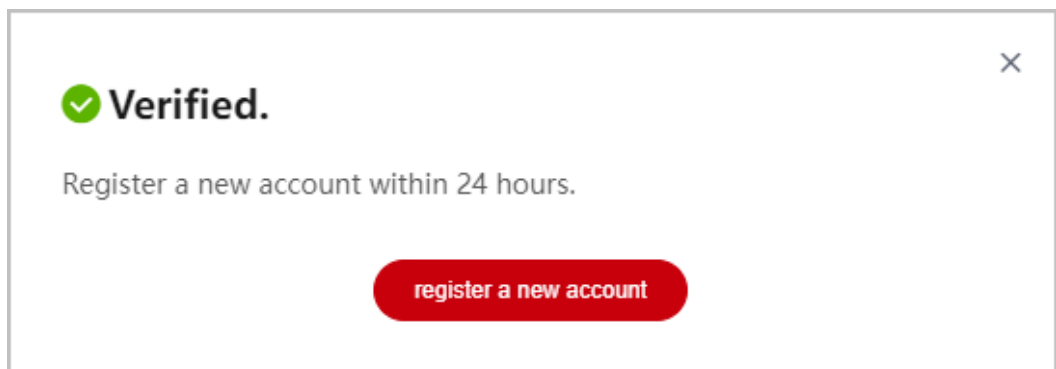 Verified.
Register a new account within 24 hours.
register a new account